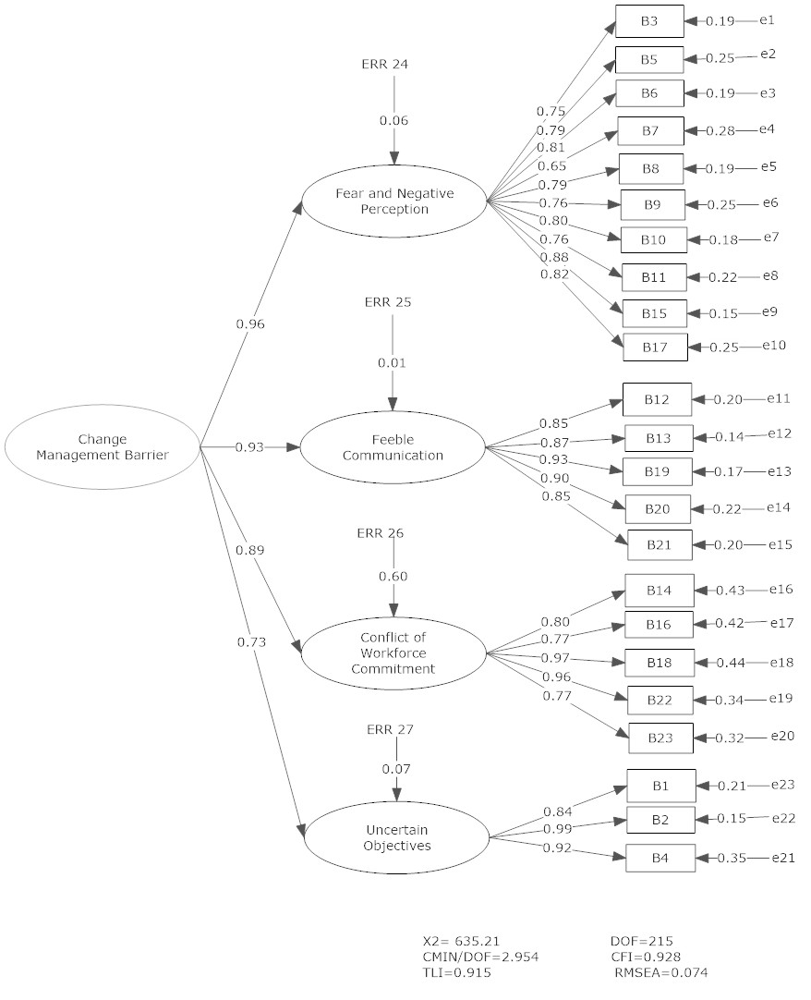 B3
0.19
e1
B5
0.25
e2
B6
0.19
e3
B7
0.28
e4
B8
0.19
e5
B9
0.25
e6
B10
0.18
e7
B11
0.22
e8
B15
0.15
e9
B17
0.25
e10
ERR 24
0.06
0.75
0.79
0.81
0.65
0.79
0.76
0.80
0.76
0.88
0.82
Fear and Negative
Perception
0.96
ERR 25
0.01
Feeble
Communication
0.85
0.87
0.93
0.90
0.85
B12
0.20
e11
B13
0.14
e12
B19
0.17
e13
B20
0.22
e14
B21
0.20
e15
Change
Management Barrier
0.93
0.89
0.73
ERR 26
0.60
Conflict of
Workforce
Commitment
0.80
0.77
0.97
0.96
0.77
B14
0.43
e16
B16
0.42
e17
B18
0.44
e18
B22
0.34
e19
B23
0.32
e20
ERR 27
0.07
Uncertain
Objectives
0.84
0.99
0.92
B1
0.21
e23
B2
0.15
e22
B4
0.35
e21
X2= 635.21 DOF=215
CMIN/DOF=2.954 CFI=0.928
TLI=0.915 RMSEA=0.074